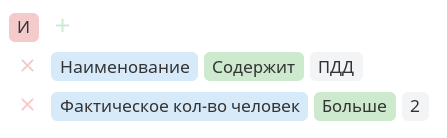 И +
× Наименование Содержит ПДД
× Фактическое кол-во человек Больше 2